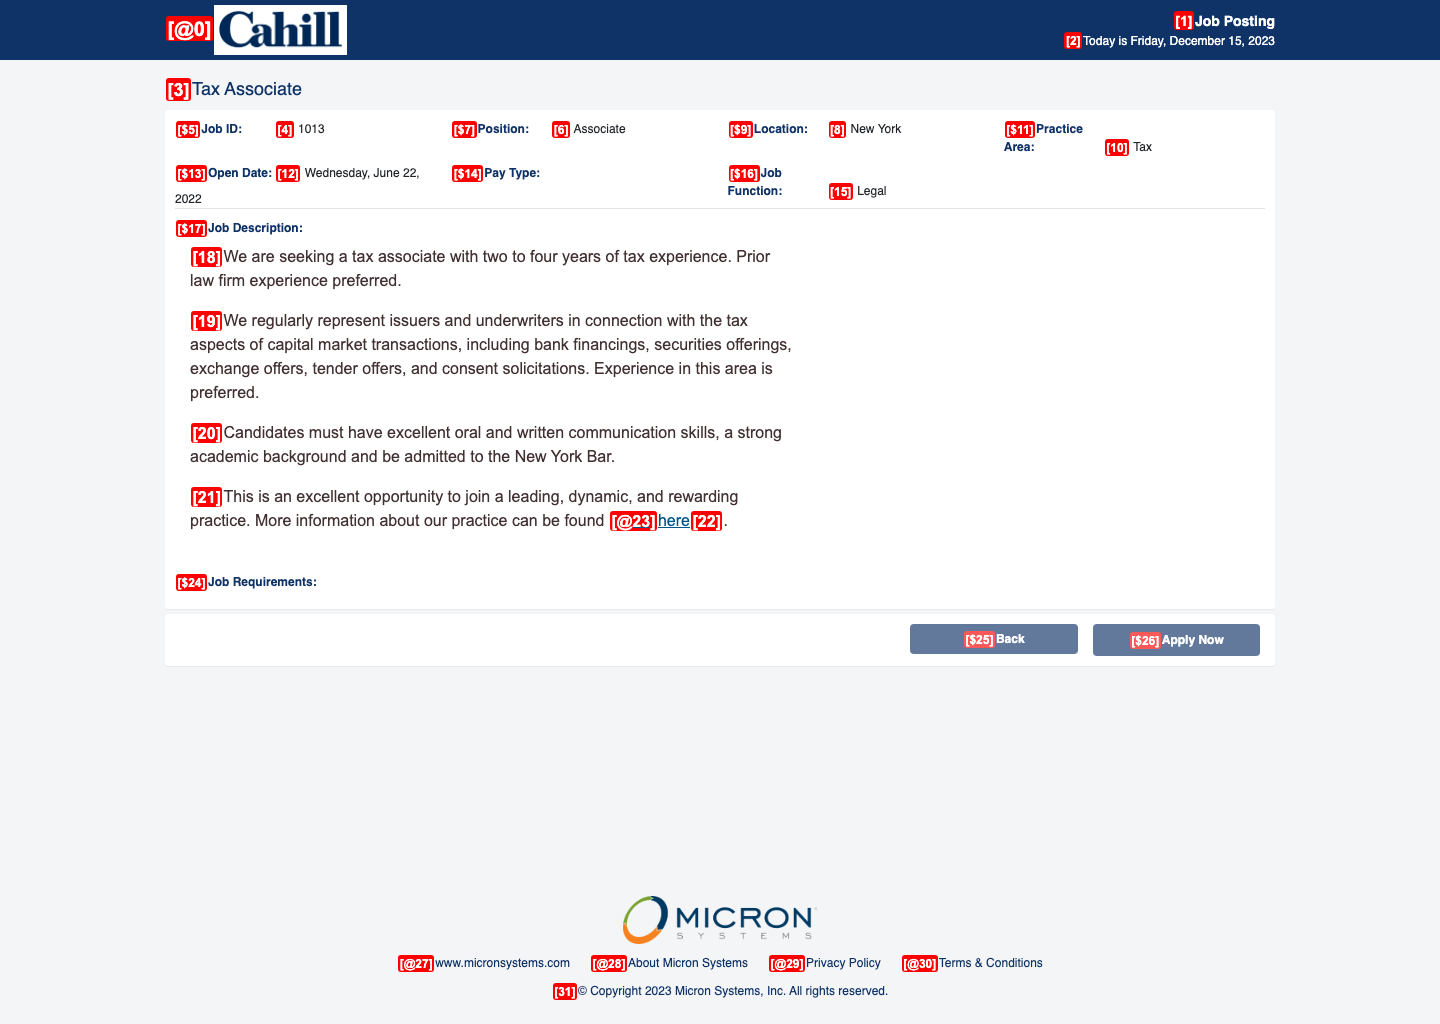 [@0] Cahill
[1] Job Posting
[2] Today is Friday, December 15, 2023
[3] Tax Associate
[$5] Job ID: [4] 1013 [$7] Position: [6] Associate [$9] Location: [8] New York [$11] Practice
Area: [10] Tax
[$13] Open Date: [12] Wednesday, June 22,
2022
[$14] Pay Type: [$16] Job
Function: [15] Legal
[$17] Job Description:
[18] We are seeking a tax associate with two to four years of tax experience. Prior
law firm experience preferred.
[19] We regularly represent issuers and underwriters in connection with the tax
aspects of capital market transactions, including bank financings, securities offerings,
exchange offers, tender offers, and consent solicitations. Experience in this area is
preferred.
[20] Candidates must have excellent oral and written communication skills, a strong
academic background and be admitted to the New York Bar.
[21] This is an excellent opportunity to join a leading, dynamic, and rewarding
practice. More information about our practice can be found [@23] here [22] .
[$24] Job Requirements:
[$25] Back [$26] Apply Now
MICRON
SYSTEMS
[@27] www.micronsystems.com [@28] About Micron Systems [@29] Privacy Policy [@30] Terms & Conditions
[31] © Copyright 2023 Micron Systems, Inc. All rights reserved.